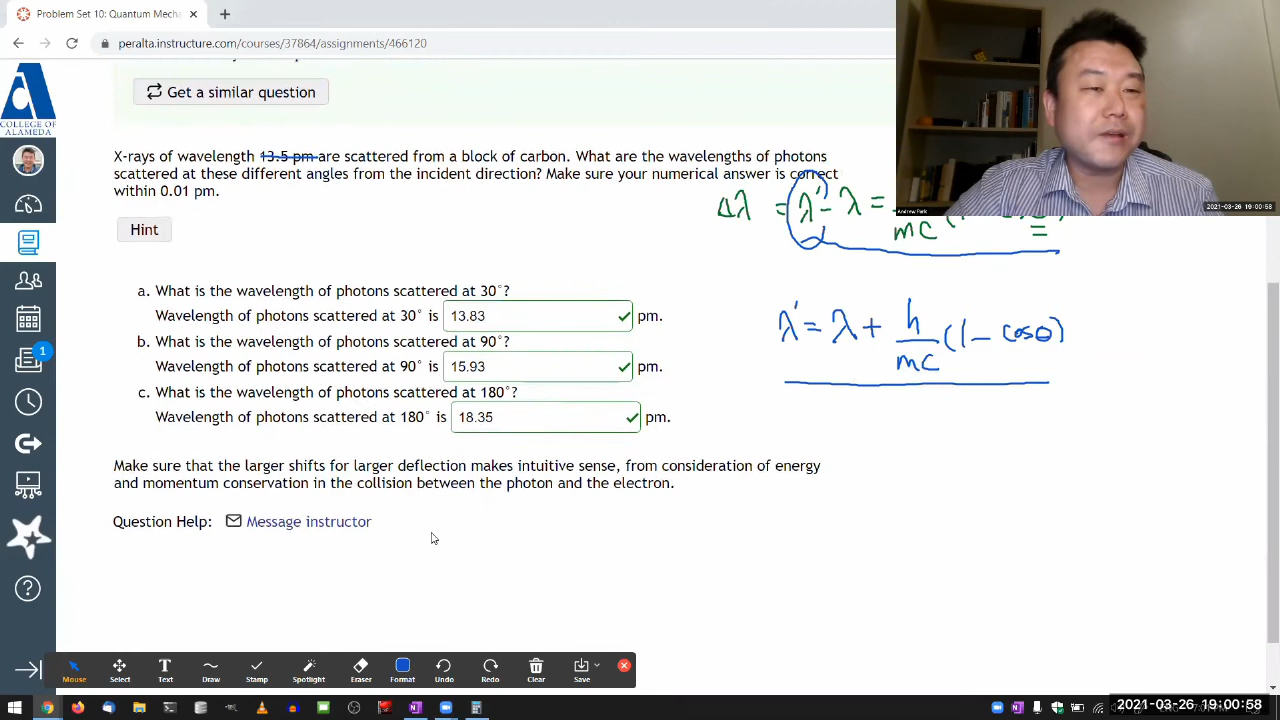 Problem Set 10: Quantum Mecha
peralta.instructure.com/courses/37864/assignments/466120
Get a similar question
COLLEGE OF
ALAMEDA
X-rays of wavelength 13.5 pm are scattered from a block of carbon. What are the wavelengths of photons
scattered at these different angles from the incident direction? Make sure your numerical answer is correct
within 0.01 pm.
Δλ = λ' - λ =
mc (1 -
Andrew Park
2021-03-26 19:00:58
Hint
a. What is the wavelength of photons scattered at 30°?
Wavelength of photons scattered at 30° is 13.83 pm.
b. What is the wavelength of photons scattered at 90°?
Wavelength of photons scattered at 90° is 15.93 pm.
c. What is the wavelength of photons scattered at 180°?
Wavelength of photons scattered at 180° is 18.35 pm.
λ' = λ + h/mc (1 - cosθ)
Make sure that the larger shifts for larger deflection makes intuitive sense, from consideration of energy
and momentum conservation in the collision between the photon and the electron.
Question Help: Message instructor
1
Mouse Select Text Draw Stamp Spotlight Eraser Format Undo Redo Clear Save
2021-03-26 19:00:58